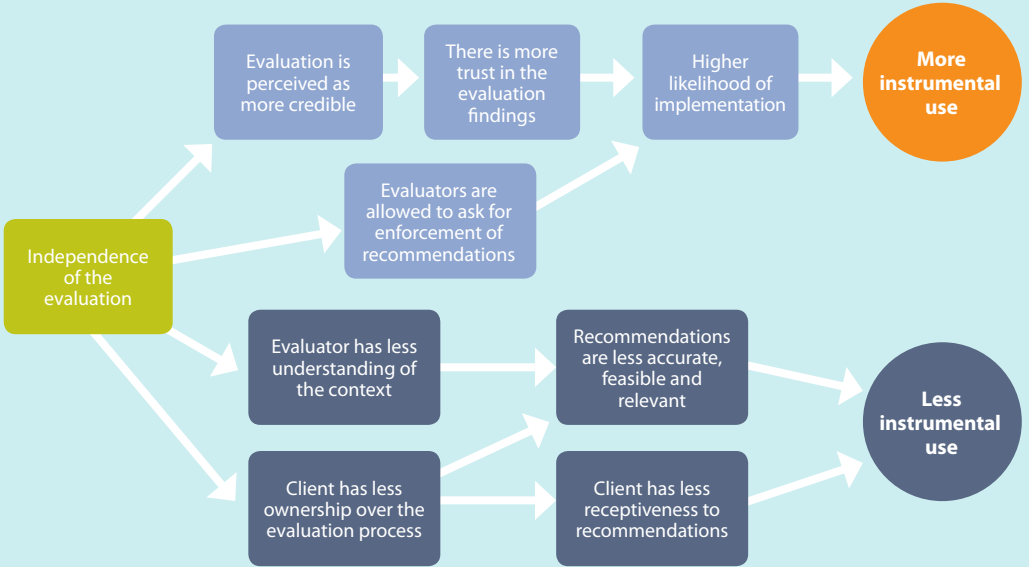 Evaluation is
perceived as
more credible
There is more
trust in the
evaluation
findings
Higher
likelihood of
implementation
More
instrumental
use
Evaluators are
allowed to ask for
enforcement of
recommendations
Independence
of the
evaluation
Evaluator has less
understanding of
the context
Recommendations
are less accurate,
feasible and
relevant
Less
instrumental
use
Client has less
ownership over the
evaluation process
Client has less
receptiveness to
recommendations